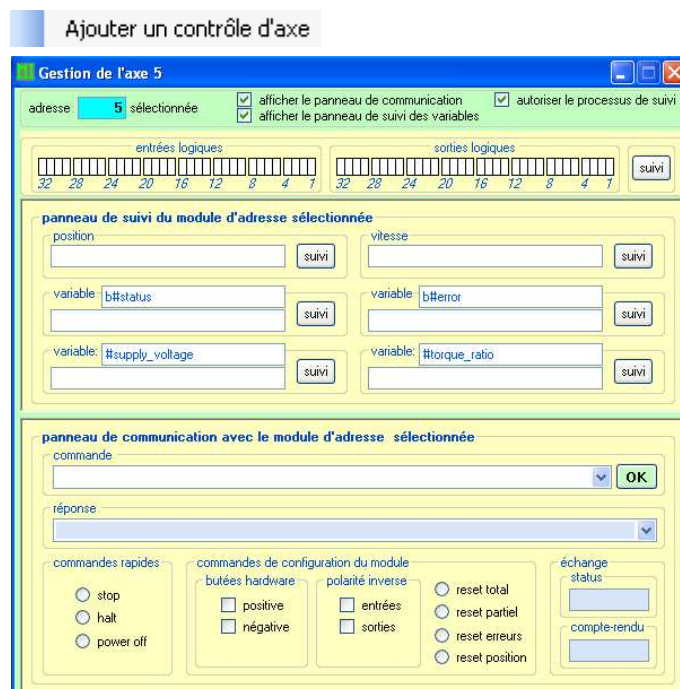 Ajouter un contrôle d'axe
Gestion de l'axe 5
adresse 5 sélectionnée
afficher le panneau de communication
autoriser le processus de suivi
afficher le panneau de suivi des variables
entrées logiques
sorties logiques
32 28 24 20 16 12 8 4 1
32 28 24 20 16 12 8 4 1
suivi
panneau de suivi du module d'adresse sélectionnée
position
suivi
vitesse
suivi
variable b#status
suivi
variable b#error
suivi
variable: #supply_voltage
suivi
variable: #torque_ratio
suivi
panneau de communication avec le module d'adresse sélectionnée
commande
OK
réponse
commandes rapides
stop
halt
power off
commandes de configuration du module
butées hardware
positive
négative
polarité inverse
entrées
sorties
reset total
reset partiel
reset erreurs
reset position
échange
status
compte-rendu